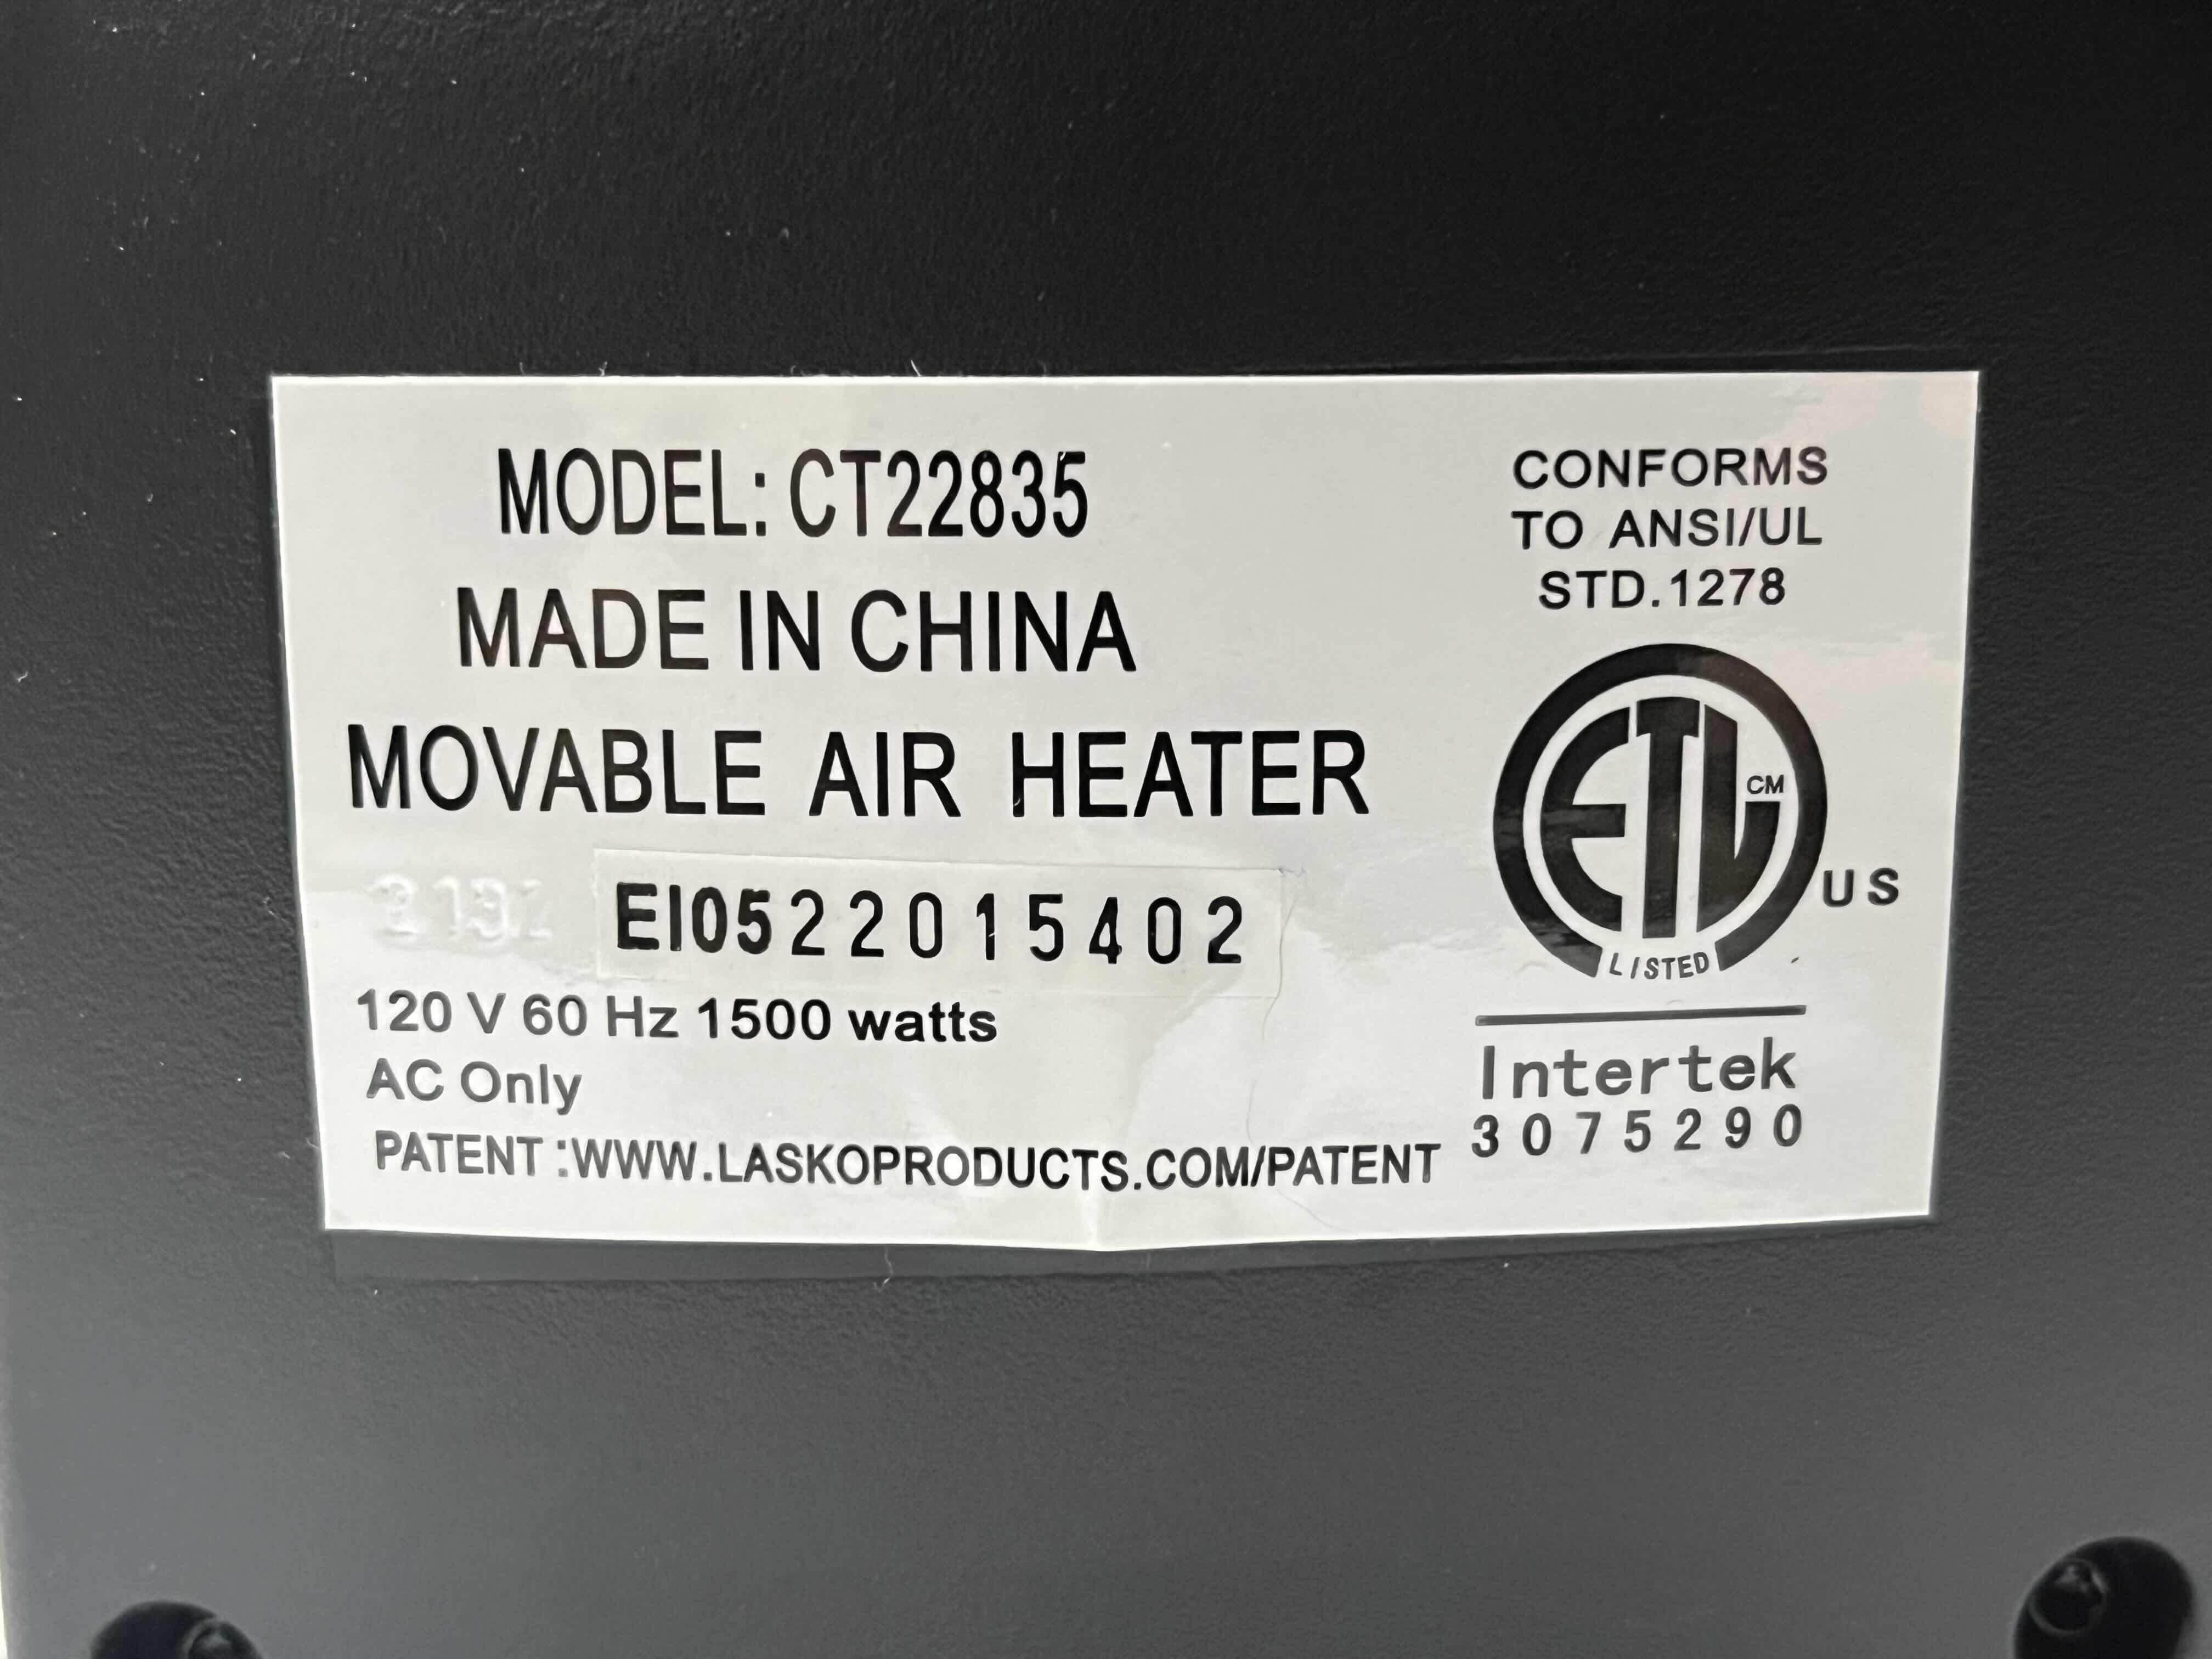 MODEL: CT22835
MADE IN CHINA
MOVABLE AIR HEATER
EI0522015402
120 V 60 Hz 1500 watts
AC Only
PATENT :WWW.LASKOPRODUCTS.COM/PATENT
CONFORMS
TO ANSI/UL
STD.1278
ETL CM
US
LISTED
Intertek
3075290